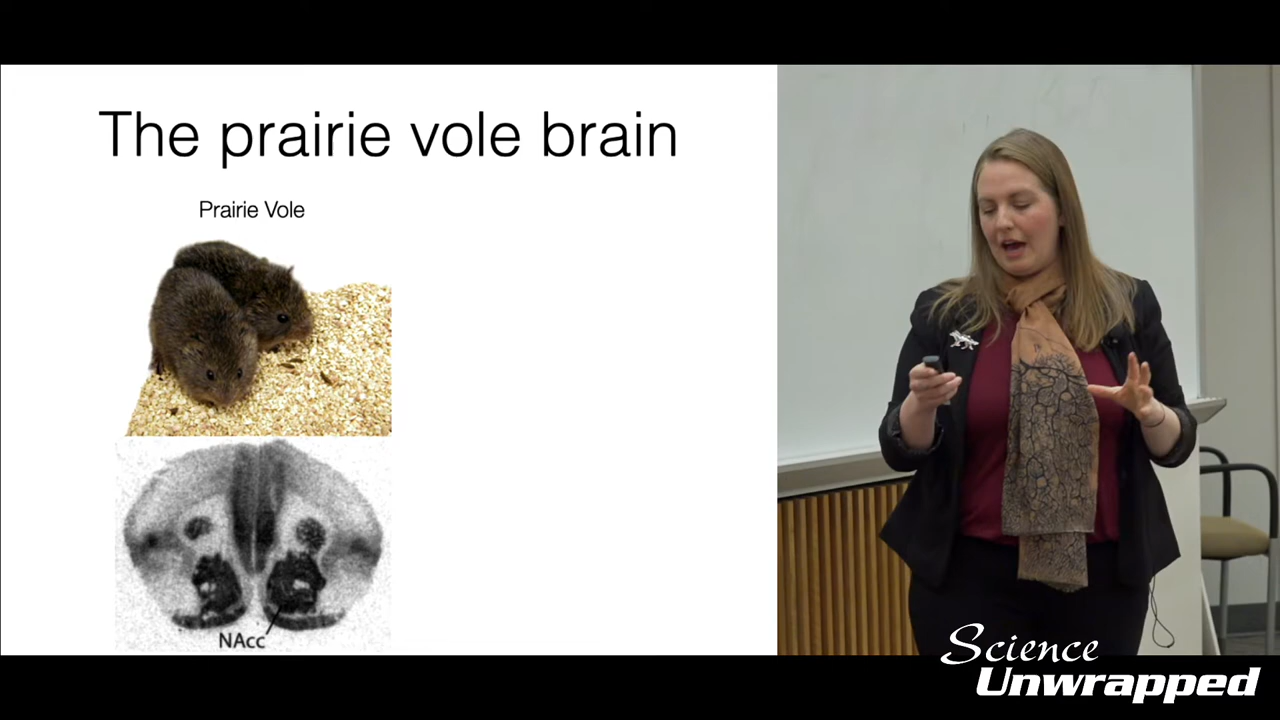 The prairie vole brain
Prairie Vole
NAcc
Science
Unwrapped